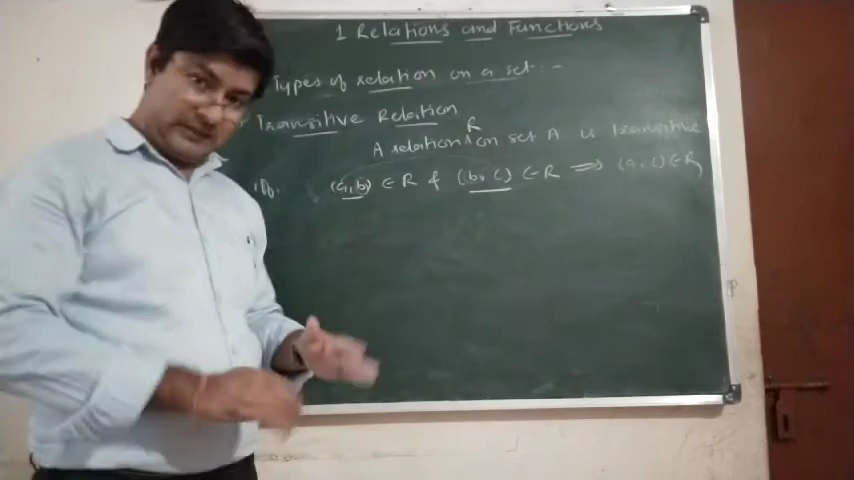 1 Relations and Functions
Types of relation on a set :-
Transitive Relation
A relation R on set A is transitive
if (a,b) ∈ R & (b,c) ∈ R ⇒ (a,c) ∈ R